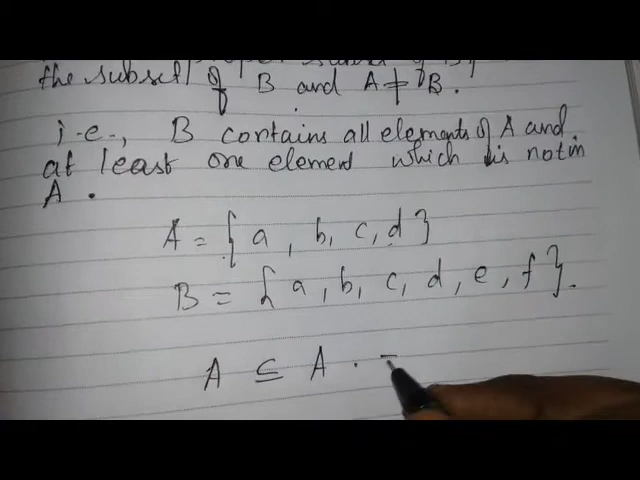 the subset of B and A ≠ B.
i.e., B contains all elements of A and
at least one element which is not in
A.
A = { a, b, c, d }
B = { a, b, c, d, e, f }.
A ⊆ A.